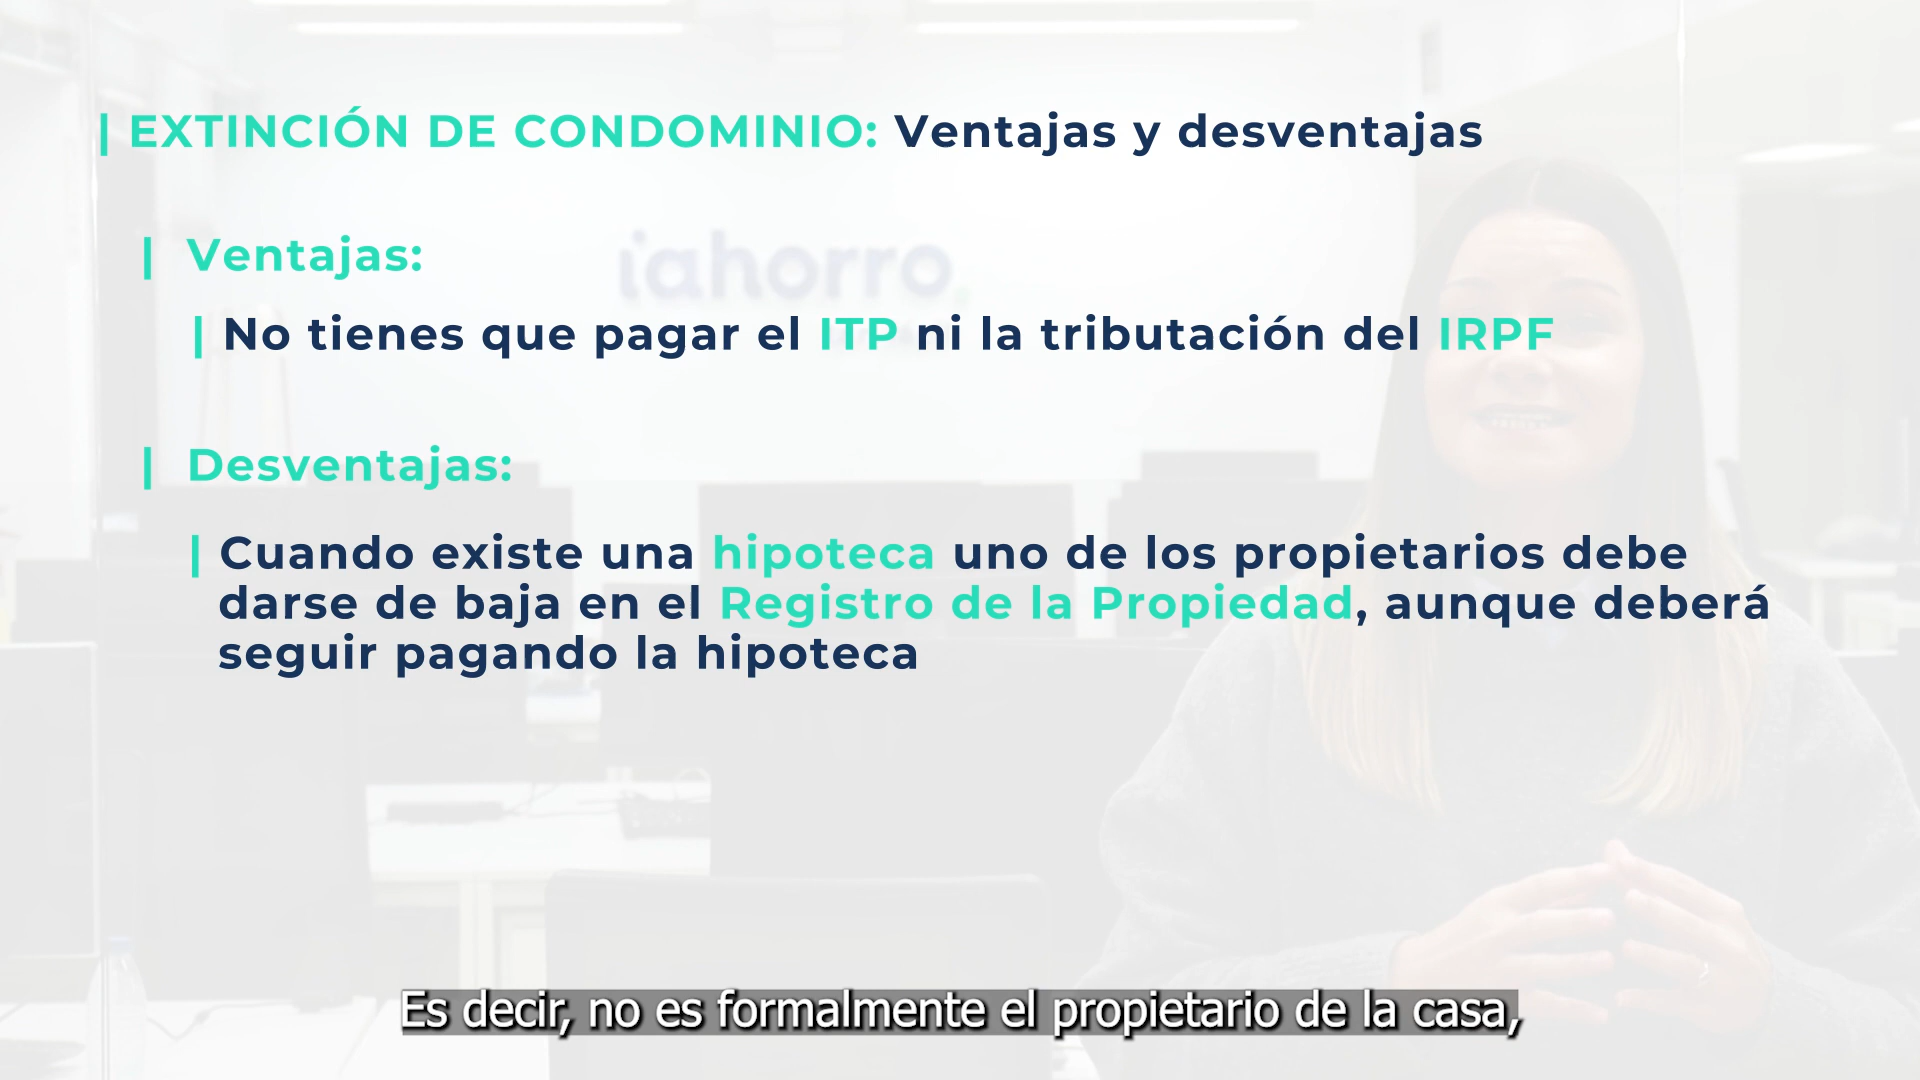 | EXTINCIÓN DE CONDOMINIO: Ventajas y desventajas
iahorro.
| Ventajas:
| No tienes que pagar el ITP ni la tributación del IRPF
| Desventajas:
| Cuando existe una hipoteca uno de los propietarios debe
darse de baja en el Registro de la Propiedad, aunque deberá
seguir pagando la hipoteca
Es decir, no es formalmente el propietario de la casa,